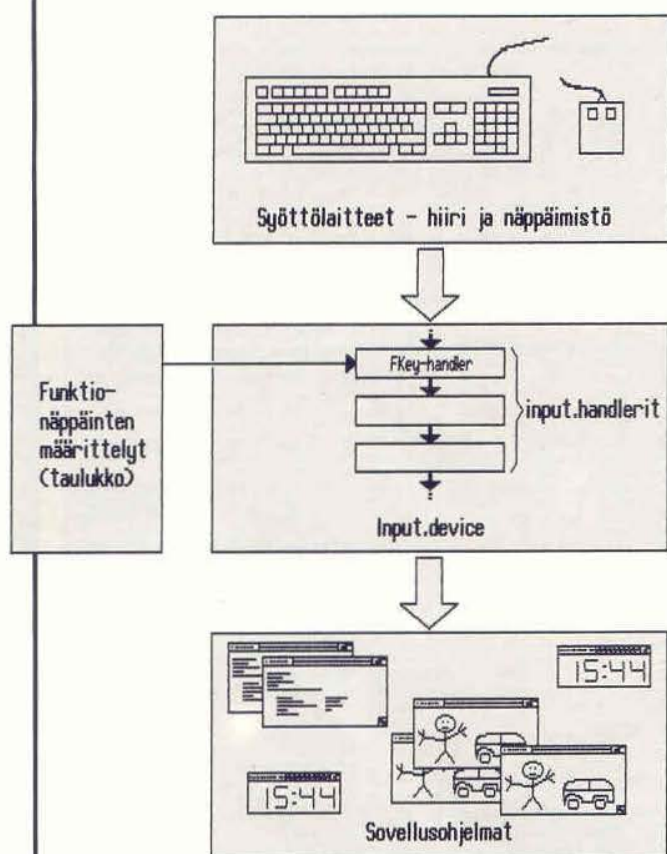 Syöttölaitteet - hiiri ja näppäimistö
Funktio-
näppäinten
määrittelyt
(taulukko)
FKey-handler
input.handlerit
Input.device
15:44
15:44
Sovellusohjelmat